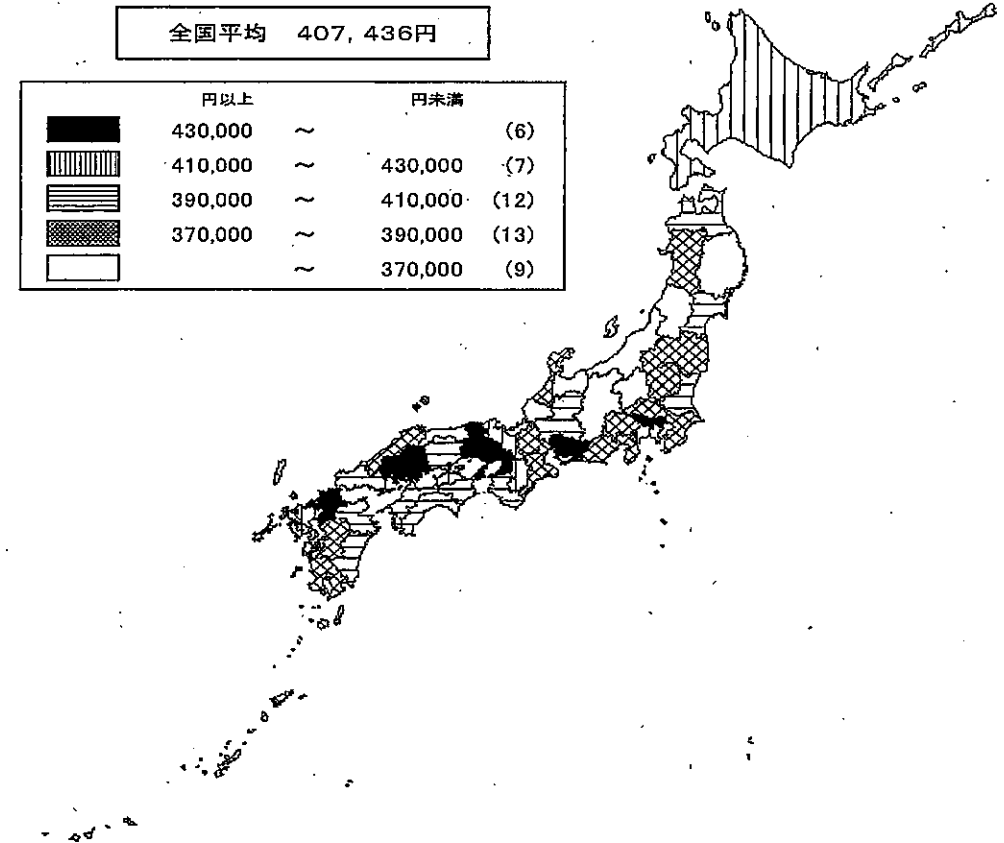 全国平均 407,436円
円以上 円未満
430,000 ～ (6)
410,000 ～ 430,000 (7)
390,000 ～ 410,000 (12)
370,000 ～ 390,000 (13)
～ 370,000 (9)